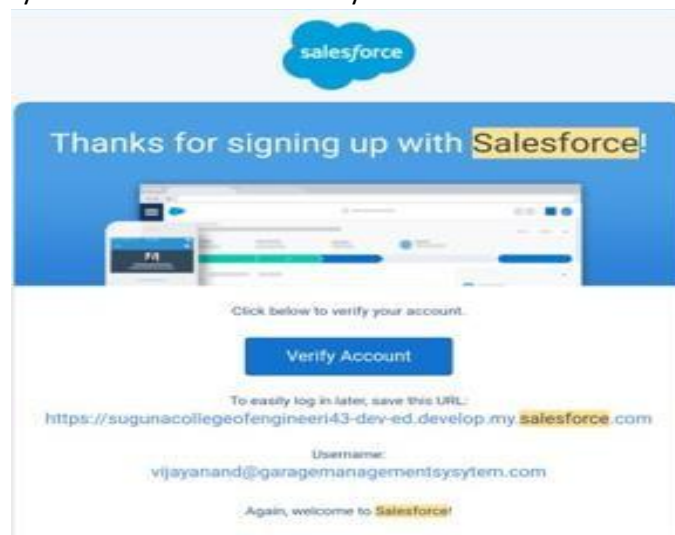 salesforce
Thanks for signing up with Salesforce!
Click below to verify your account.
Verify Account
To easily log in later, save this URL:
https://sugunacollegeofengineeri43-dev-ed.develop.my.salesforce.com
Username:
vijayanand@garagemanagementsysytem.com
Again, welcome to Salesforce!